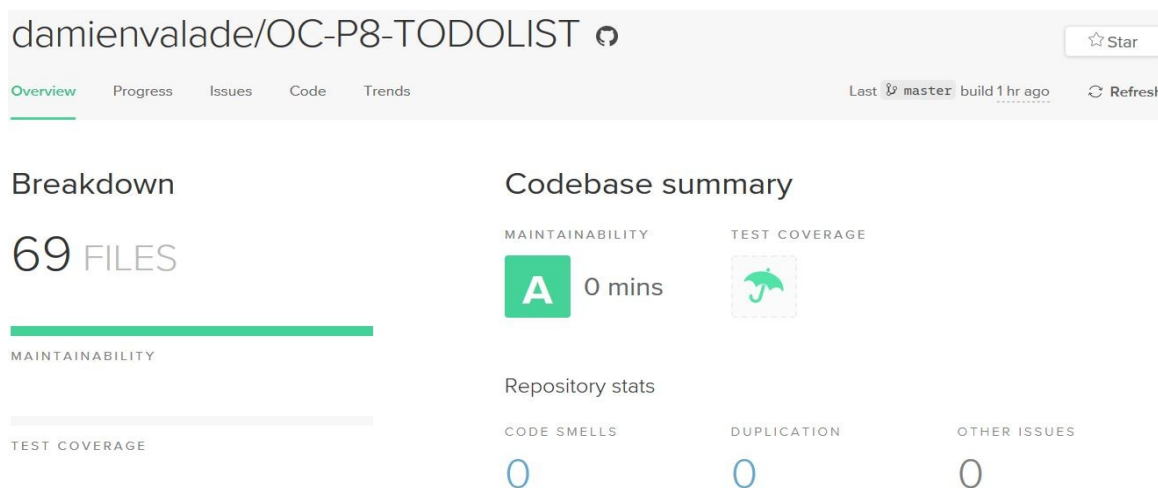 damienvalade/OC-P8-TODOLIST
Star
Overview Progress Issues Code Trends
Last master build 1 hr ago
Refresh
Breakdown
69 FILES
MAINTAINABILITY
TEST COVERAGE
Codebase summary
MAINTAINABILITY
A 0 mins
TEST COVERAGE
Repository stats
CODE SMELLS
0
DUPLICATION
0
OTHER ISSUES
0